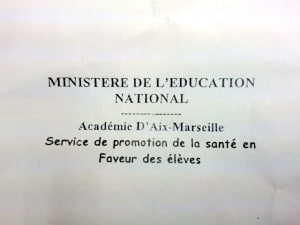 MINISTERE DE L'EDUCATION
NATIONAL
--------------------
Académie D'Aix-Marseille
Service de promotion de la santé en
Faveur des élèves